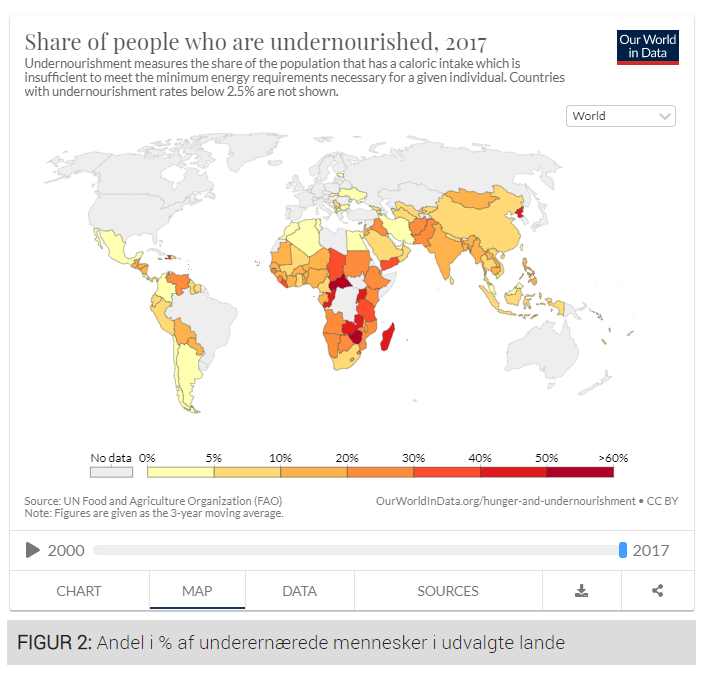 Share of people who are undernourished, 2017
Our World
in Data
Undernourishment measures the share of the population that has a caloric intake which is
insufficient to meet the minimum energy requirements necessary for a given individual. Countries
with undernourishment rates below 2.5% are not shown.
World
No data 0% 5% 10% 20% 30% 40% 50% >60%
Source: UN Food and Agriculture Organization (FAO)
OurWorldInData.org/hunger-and-undernourishment • CC BY
Note: Figures are given as the 3-year moving average.
2000 2017
CHART MAP DATA SOURCES
FIGUR 2: Andel i % af underernærede mennesker i udvalgte lande